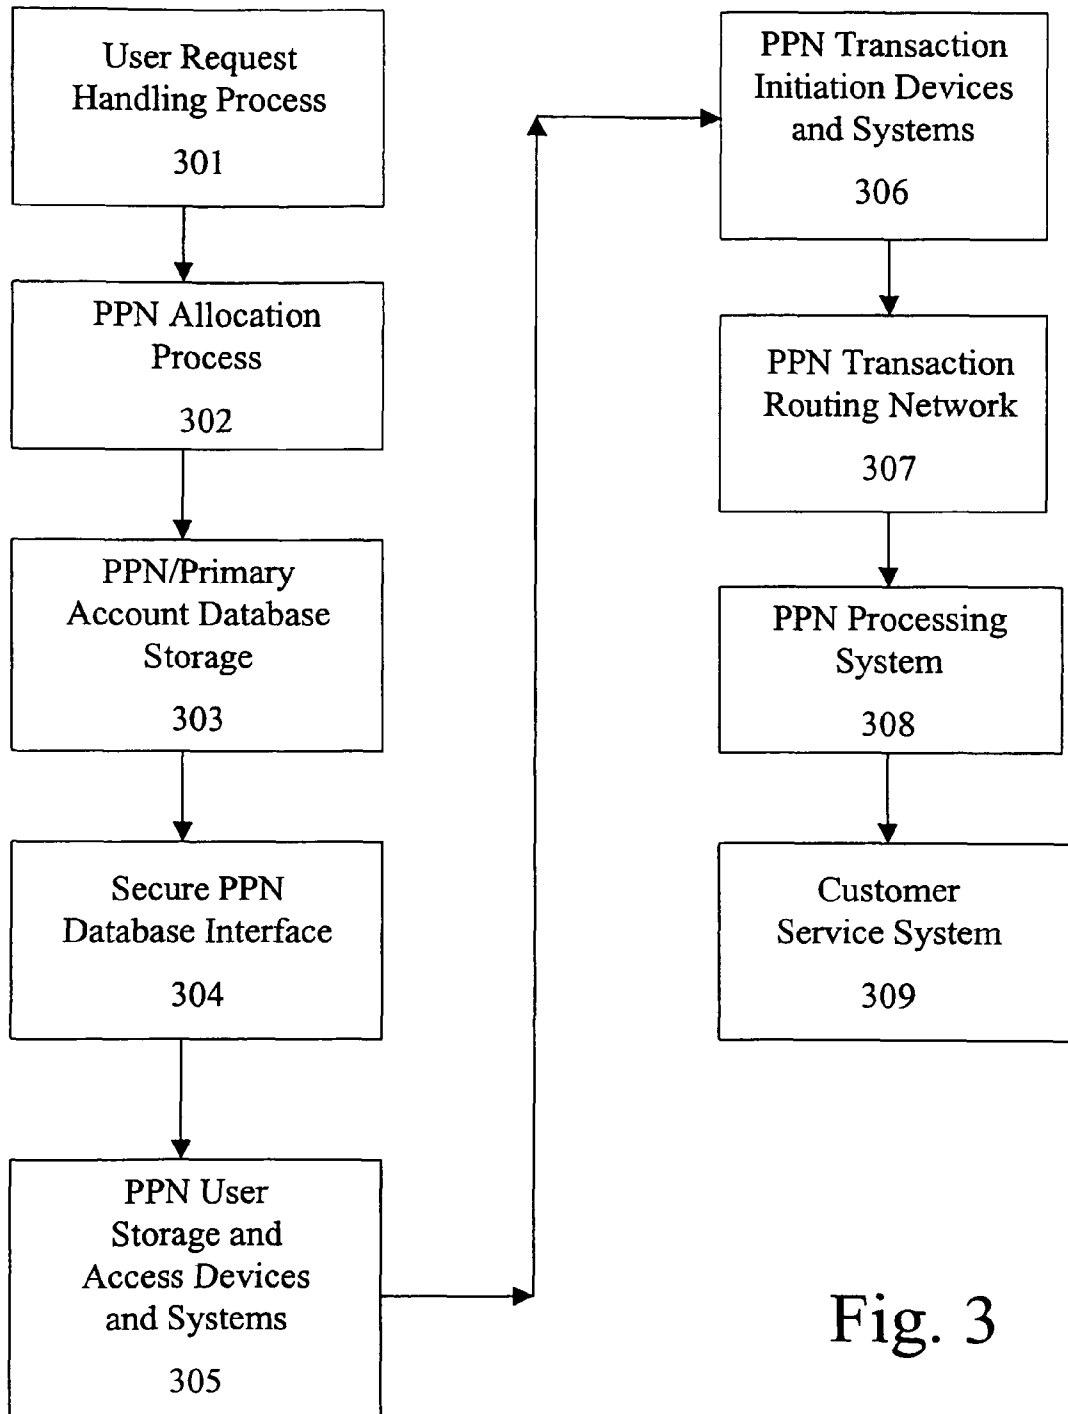 User Request
Handling Process
301
PPN Allocation
Process
302
PPN/Primary
Account Database
Storage
303
Secure PPN
Database Interface
304
PPN User
Storage and
Access Devices
and Systems
305
PPN Transaction
Initiation Devices
and Systems
306
PPN Transaction
Routing Network
307
PPN Processing
System
308
Customer
Service System
309
Fig. 3